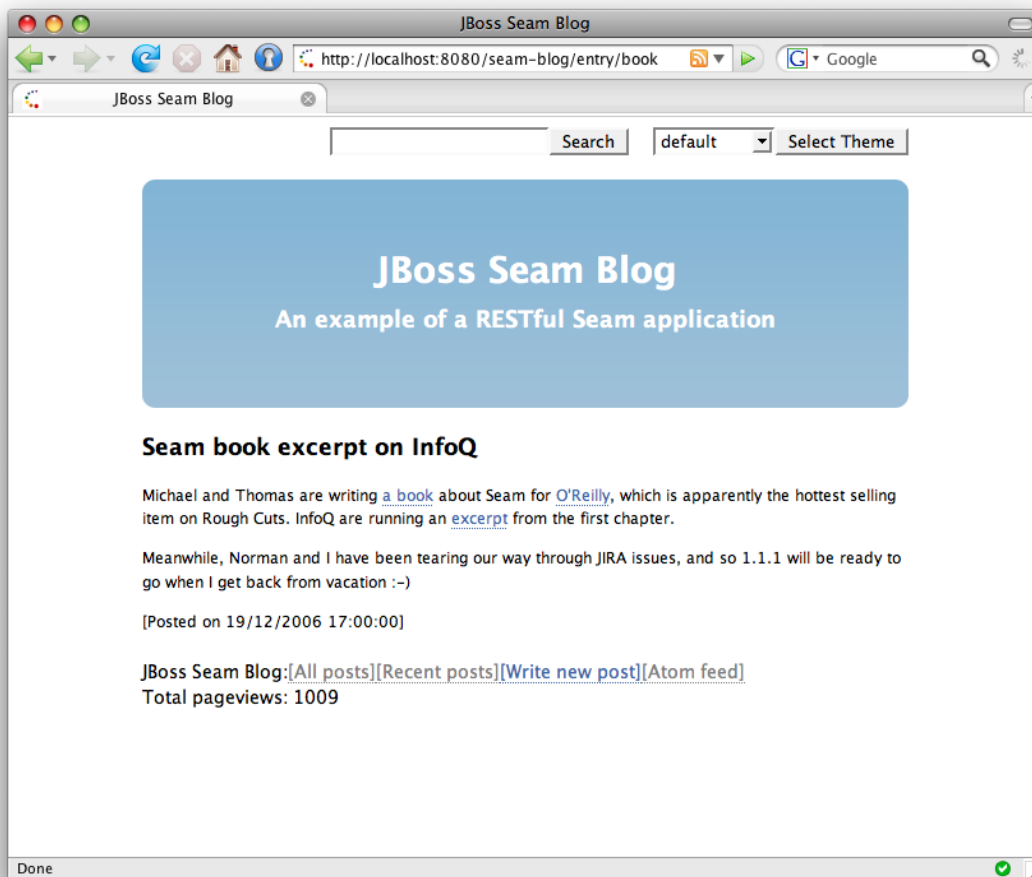 JBoss Seam Blog
http://localhost:8080/seam-blog/entry/book
G Google
JBoss Seam Blog
Search default Select Theme
JBoss Seam Blog
An example of a RESTful Seam application
Seam book excerpt on InfoQ
Michael and Thomas are writing a book about Seam for O'Reilly, which is apparently the hottest selling
item on Rough Cuts. InfoQ are running an excerpt from the first chapter.
Meanwhile, Norman and I have been tearing our way through JIRA issues, and so 1.1.1 will be ready to
go when I get back from vacation :-)
[Posted on 19/12/2006 17:00:00]
JBoss Seam Blog:[All posts][Recent posts][Write new post][Atom feed]
Total pageviews: 1009
Done